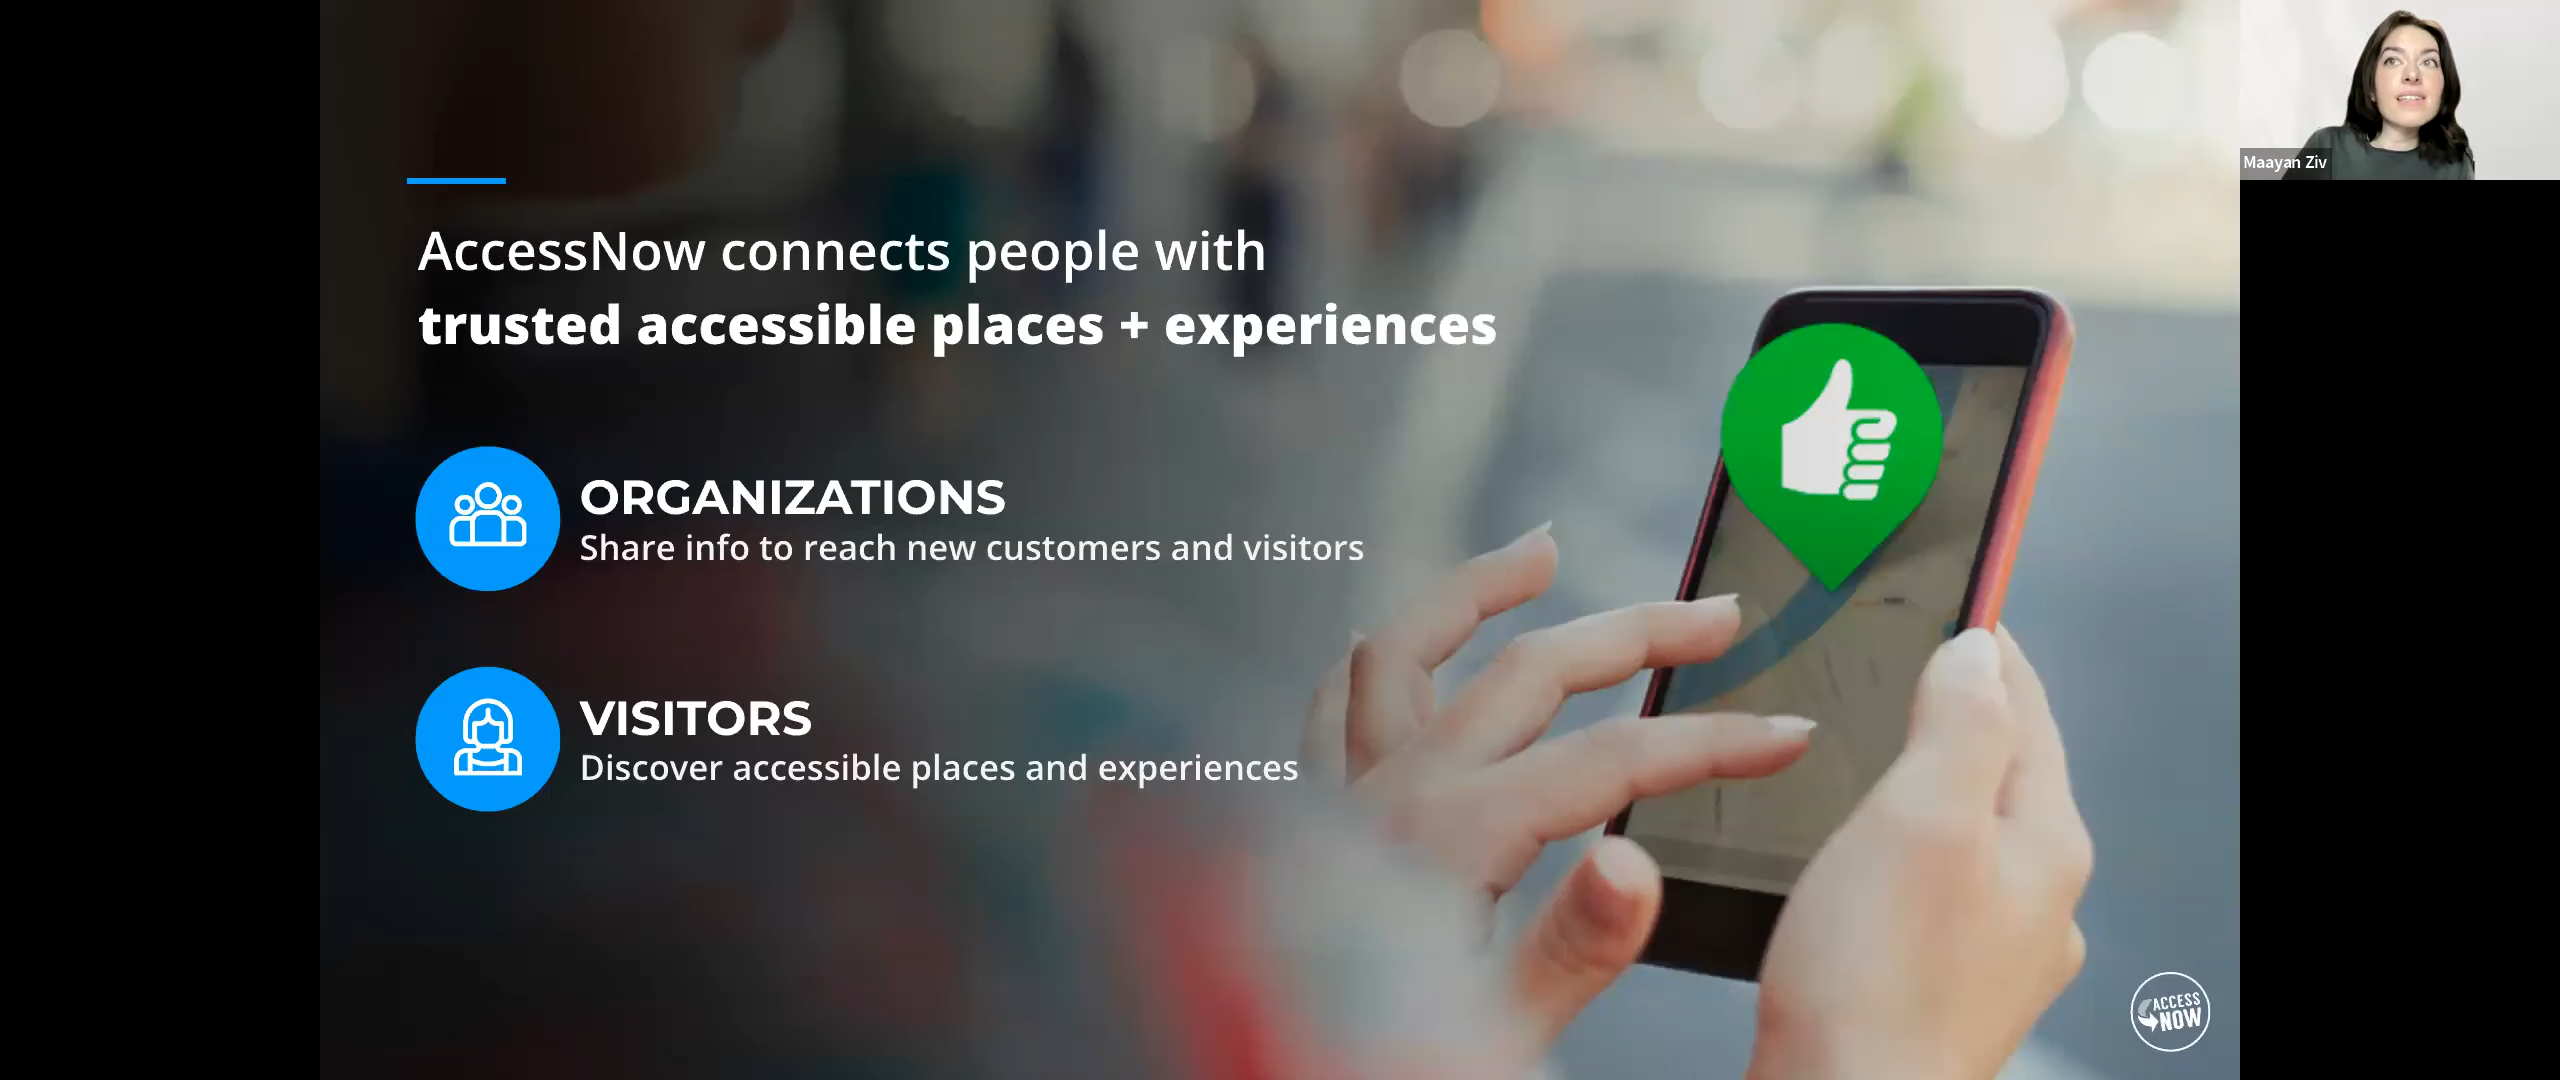 AccessNow connects people with
trusted accessible places + experiences
ORGANIZATIONS
Share info to reach new customers and visitors
VISITORS
Discover accessible places and experiences
Maayan Ziv
ACCESS
NOW